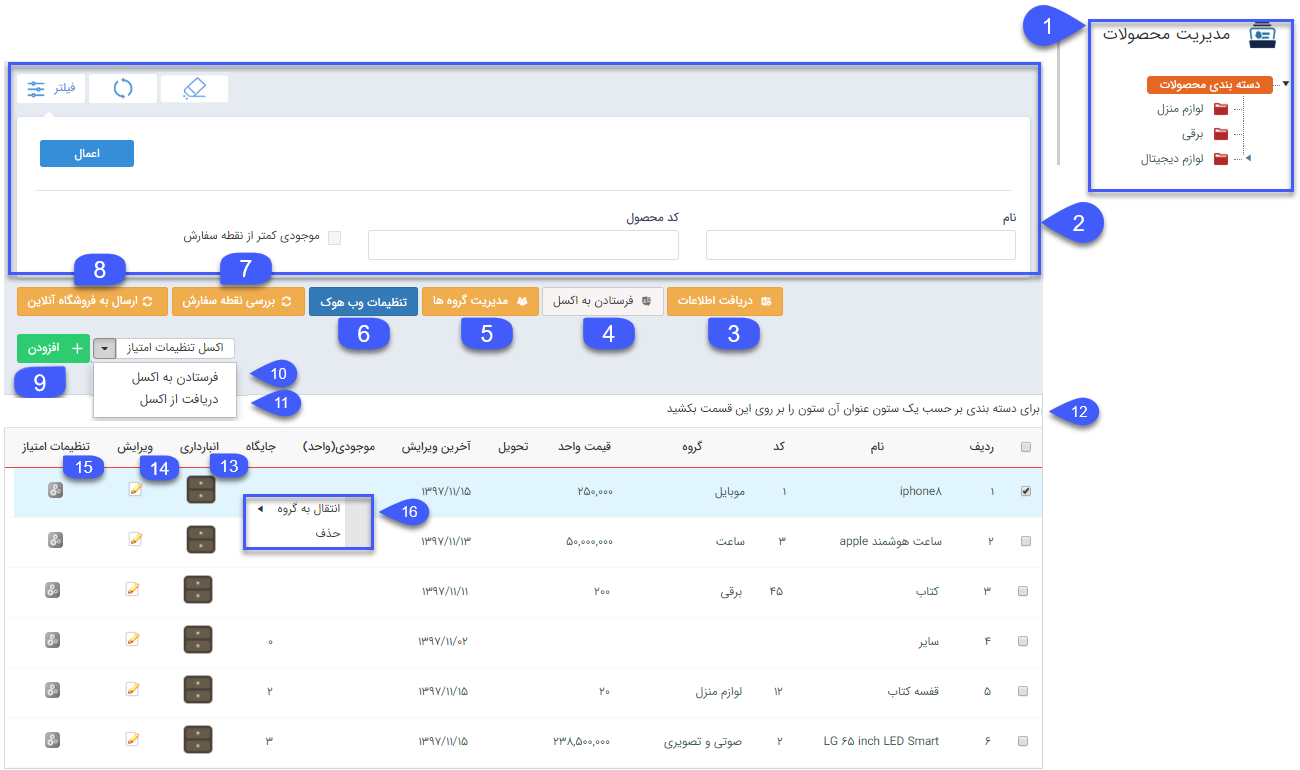 1
مدیریت محصولات
دسته بندی محصولات
لوازم منزل
برقی
لوازم دیجیتال
فیلتر
اعمال
2
نام
کد محصول
موجودی کمتر از نقطه سفارش
7
8
دریافت اطلاعات
فرستادن به اکسل
مدیریت گروه ها
تنظیمات وب هوک
بررسی نقطه سفارش
ارسال به فروشگاه آنلاین
3
4
5
6
اکسل تنظیمات امتیاز
افزودن +
فرستادن به اکسل
10
9
دریافت از اکسل
11
برای دسته بندی بر حسب یک ستون عنوان آن ستون را بر روی این قسمت بکشید
12
ردیف نام کد گروه قیمت واحد تحویل آخرین ویرایش موجودی(واحد) جایگاه انبارداری ویرایش تنظیمات امتیاز
13
14
15
۱ iphone۸ ۱ موبایل ۲۵۰,۰۰۰ ۱۳۹۷/۱۱/۱۵
انتقال به گروه
حذف
16
۲ ساعت هوشمند apple ۳ ساعت ۵۰,۰۰۰,۰۰۰ ۱۳۹۷/۱۱/۱۳
۳ کتاب ۴۵ برقی ۲۰۰ ۱۳۹۷/۱۱/۱۱
۴ سایر ۱۳۹۷/۱۱/۰۲ ۰
۵ قفسه کتاب ۱۲ لوازم منزل ۲۰ ۱۳۹۷/۱۱/۱۵ ۲
۶ LG ۶۵ inch LED Smart ۲ صوتی و تصویری ۲۳۸,۵۰۰,۰۰۰ ۱۳۹۷/۱۱/۱۵ ۳